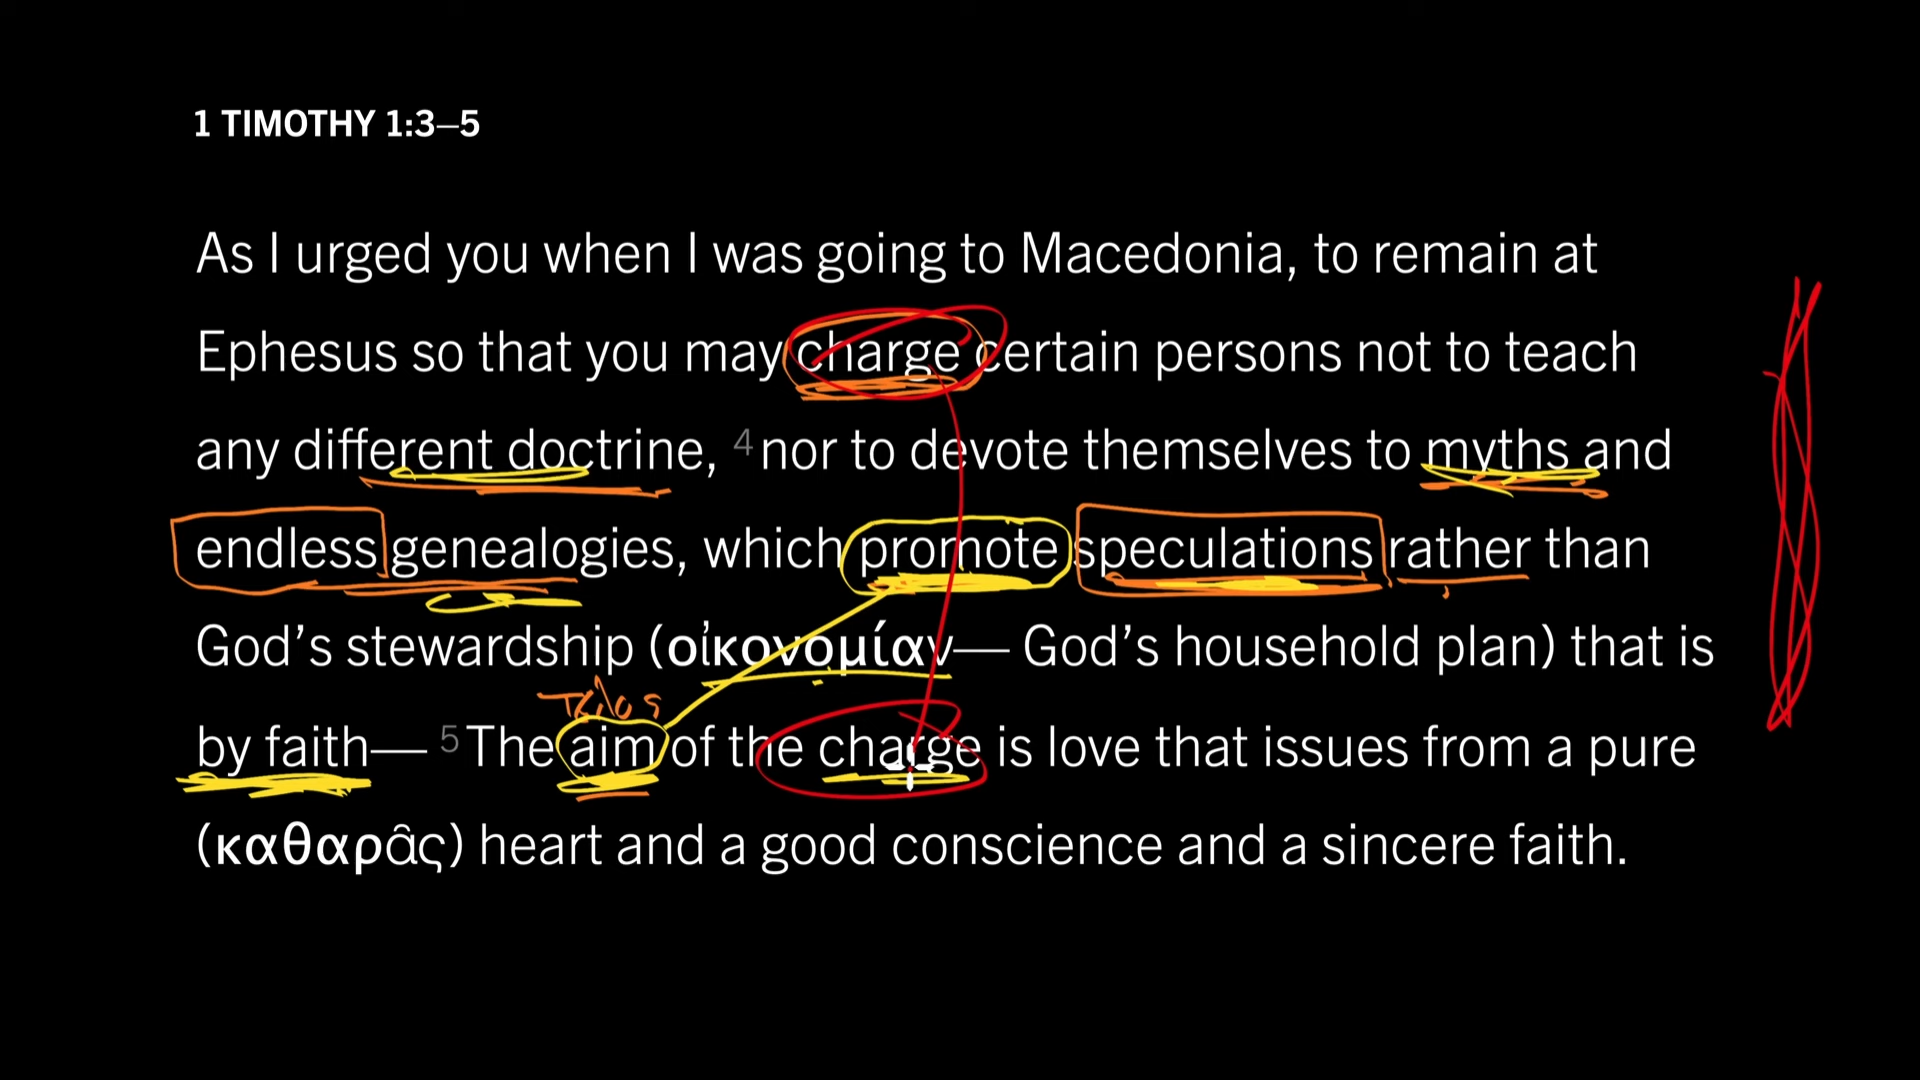 1 TIMOTHY 1:3–5
As I urged you when I was going to Macedonia, to remain at
Ephesus so that you may charge certain persons not to teach
any different doctrine, 4 nor to devote themselves to myths and
endless genealogies, which promote speculations rather than
God’s stewardship (οἰκονομίαν— God’s household plan) that is
τέλος
by faith— 5 The aim of the charge is love that issues from a pure
(καθαρᾶς) heart and a good conscience and a sincere faith.